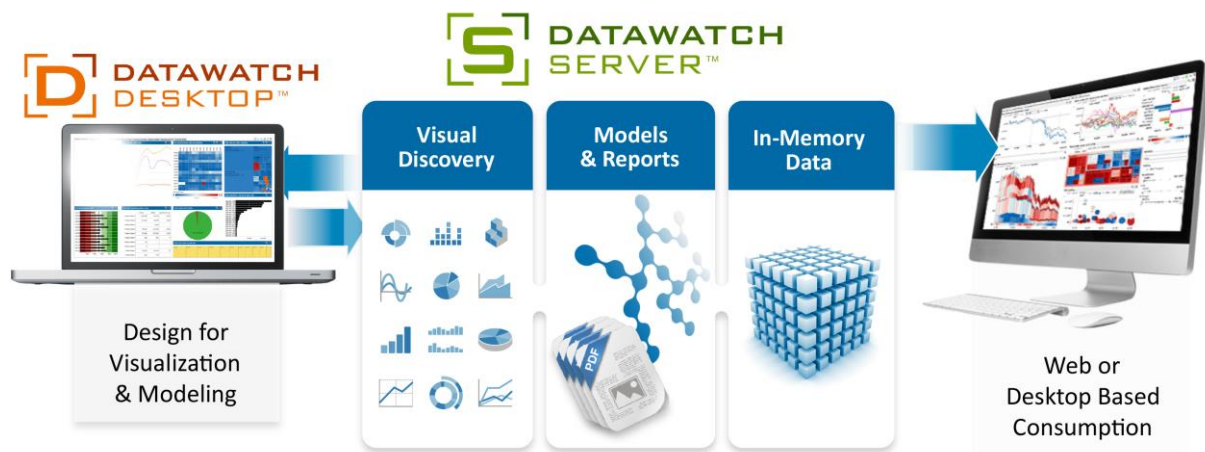 D
DATAWATCH
DESKTOP™
S
DATAWATCH
SERVER™
Visual
Discovery
Models
& Reports
In-Memory
Data
PDF
Design for
Visualization
& Modeling
Web or
Desktop Based
Consumption